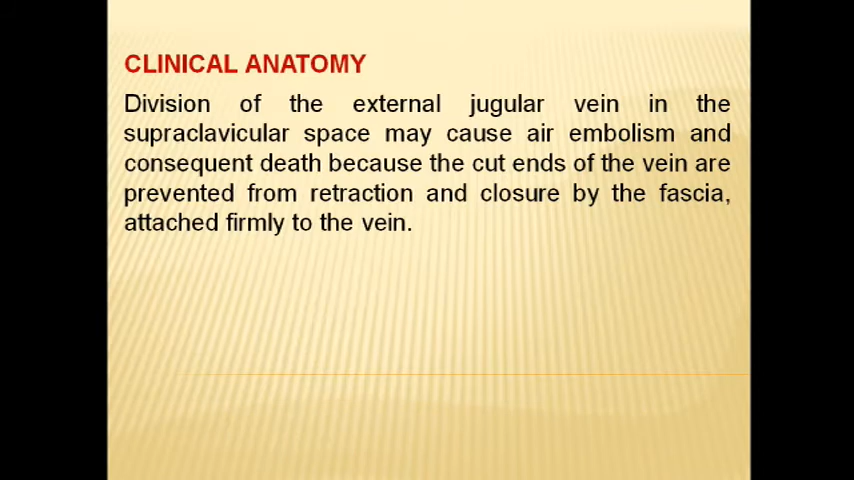 CLINICAL ANATOMY
Division of the external jugular vein in the
supraclavicular space may cause air embolism and
consequent death because the cut ends of the vein are
prevented from retraction and closure by the fascia,
attached firmly to the vein.